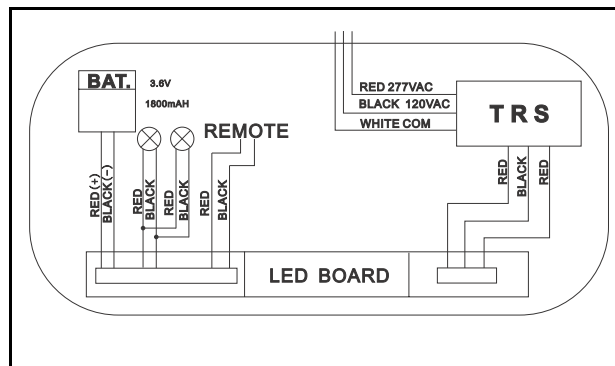 BAT.
3.6V
1800mAH
REMOTE
RED 277VAC
BLACK 120VAC
WHITE COM
TRS
RED(+)
BLACK(-)
RED
BLACK
RED
BLACK
RED
BLACK
RED
BLACK
RED
LED BOARD